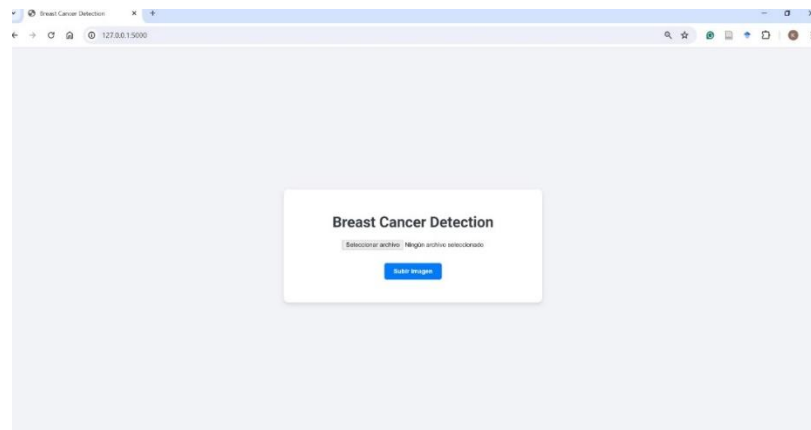 Breast Cancer Detection
127.0.0.1:5000
Breast Cancer Detection
Seleccionar archivo Ningún archivo seleccionado
Subir Imagen